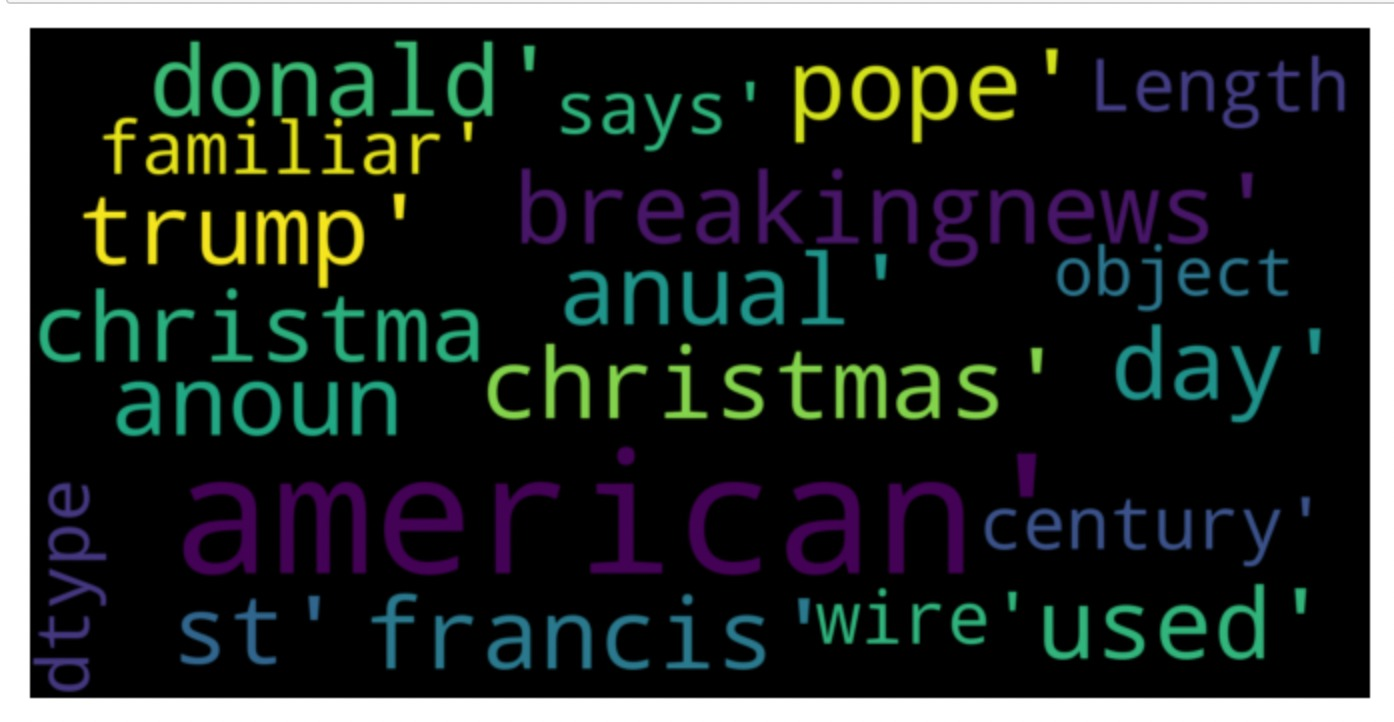 donald' says' pope' Length
familiar'
trump' breakingnews'
anual' object
christma
christmas' day'
anoun
american'
century'
dtype
st' francis' wire' used'